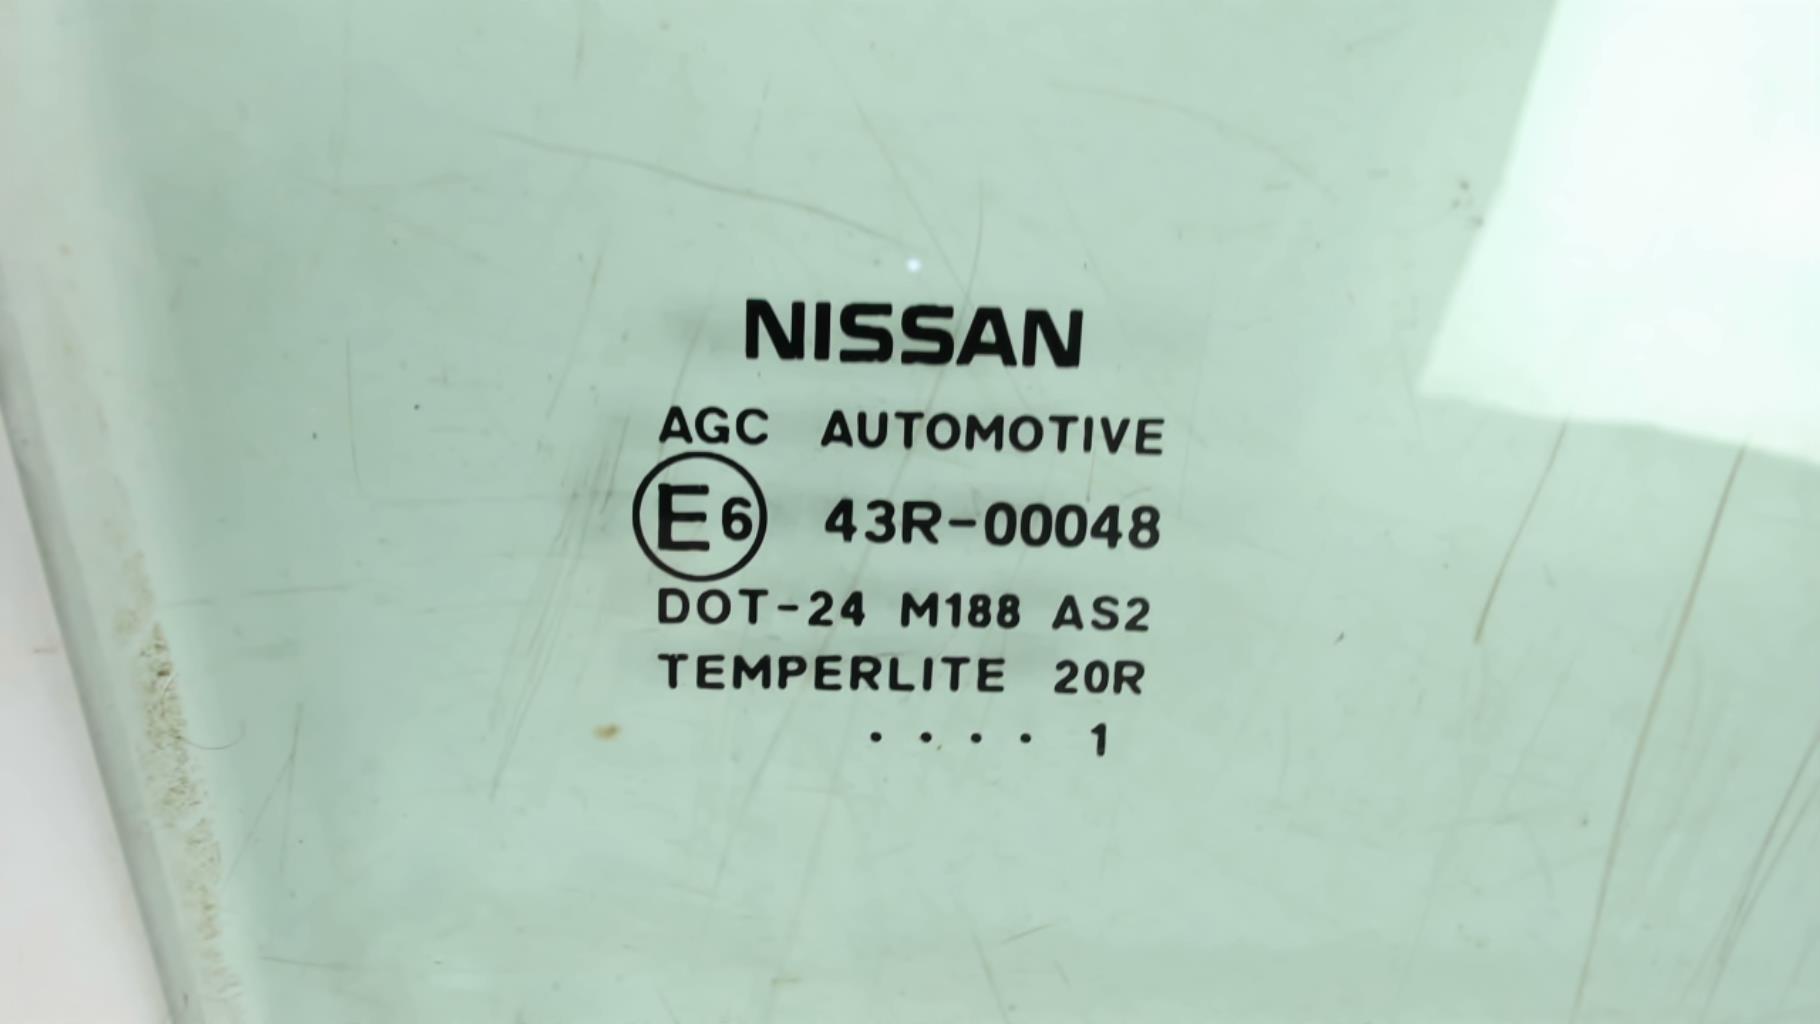 NISSAN
AGC AUTOMOTIVE
E6 43R-00048
DOT-24 M188 AS2
TEMPERLITE 20R
. . . . 1